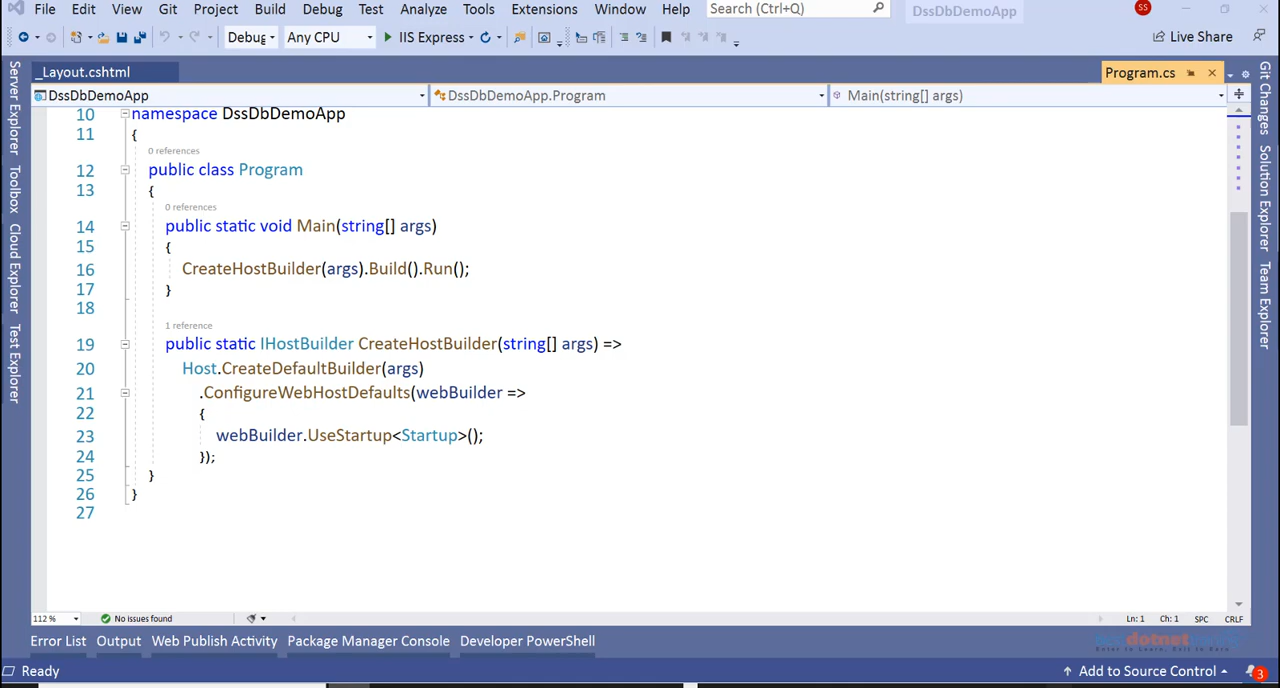 File Edit View Git Project Build Debug Test Analyze Tools Extensions Window Help Search (Ctrl+Q) DssDbDemoApp SS
Debug Any CPU IIS Express Live Share
_Layout.cshtml Program.cs
DssDbDemoApp DssDbDemoApp.Program Main(string[] args)
10 namespace DssDbDemoApp
11 {
0 references
12 public class Program
13 {
0 references
14 public static void Main(string[] args)
15 {
16 CreateHostBuilder(args).Build().Run();
17 }
18
1 reference
19 public static IHostBuilder CreateHostBuilder(string[] args) =>
20 Host.CreateDefaultBuilder(args)
21 .ConfigureWebHostDefaults(webBuilder =>
22 {
23 webBuilder.UseStartup<Startup>();
24 });
25 }
26 }
27
Server Explorer
Toolbox
Cloud Explorer
Test Explorer
Git Changes
Solution Explorer
Team Explorer
112 % No issues found Ln: 1 Ch: 1 SPC CRLF
Error List Output Web Publish Activity Package Manager Console Developer PowerShell
Ready Add to Source Control 3